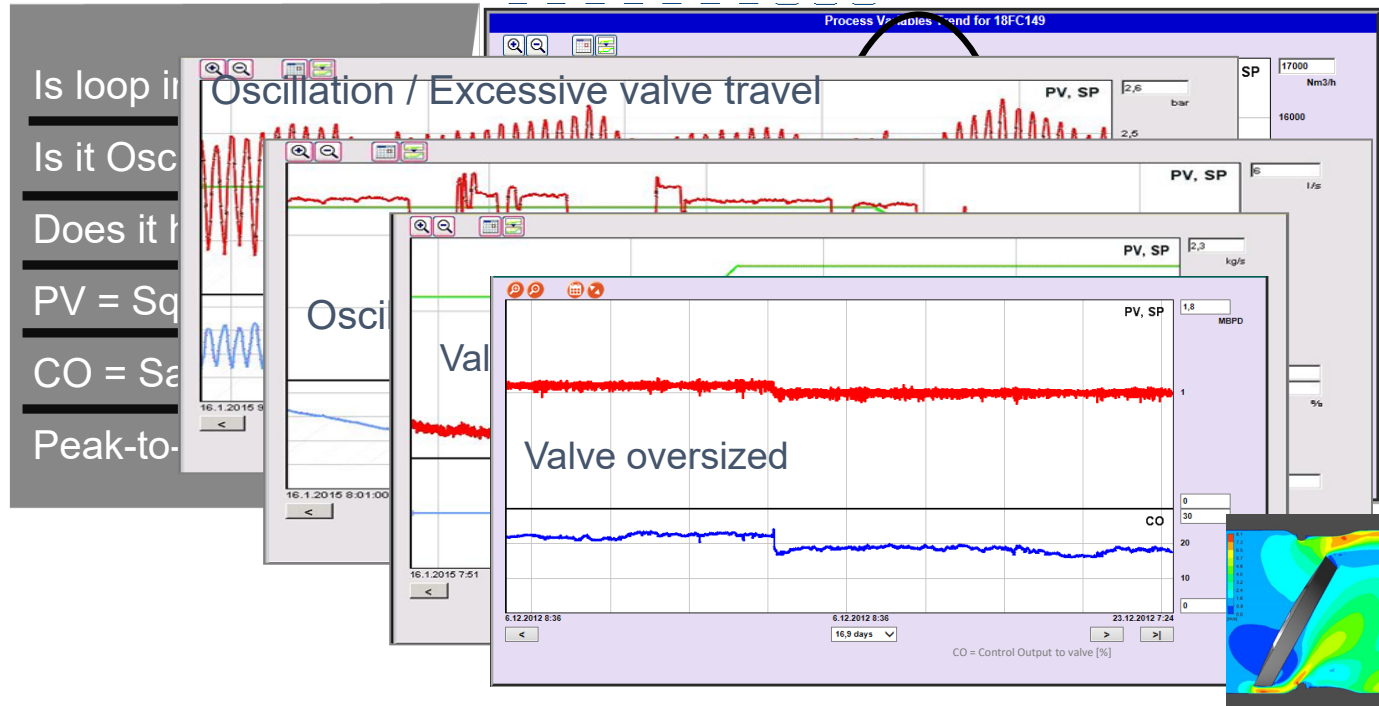 Process Variables Trend for 18FC149
Is loop in
Is it Osc
Does it h
PV = Sq
CO = Sa
Peak-to-
SP
17000
Nm3/h
16000
Oscillation / Excessive valve travel
PV, SP
2,6
bar
2,5
16.1.2015 9
<
PV, SP
6
l/s
%
Oscil
16.1.2015 8:01:00
<
PV, SP
2,3
kg/s
Val
16.1.2015 7:51
<
PV, SP
1,8
MBPD
1
Valve oversized
0
30
CO
20
10
0
6.12.2012 8:36
6.12.2012 8:36
23.12.2012 7:24
<
16,9 days
>
>|
CO = Control Output to valve [%]